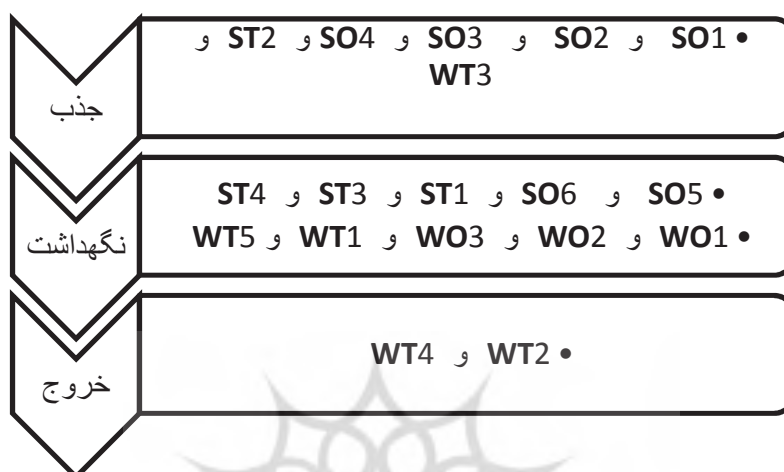 جذب
• SO1 و SO2 و SO3 و SO4 و ST2 و
WT3
نگهداشت
• SO5 و SO6 و ST1 و ST3 و ST4
• WO1 و WO2 و WO3 و WT1 و WT5
خروج
• WT2 و WT4